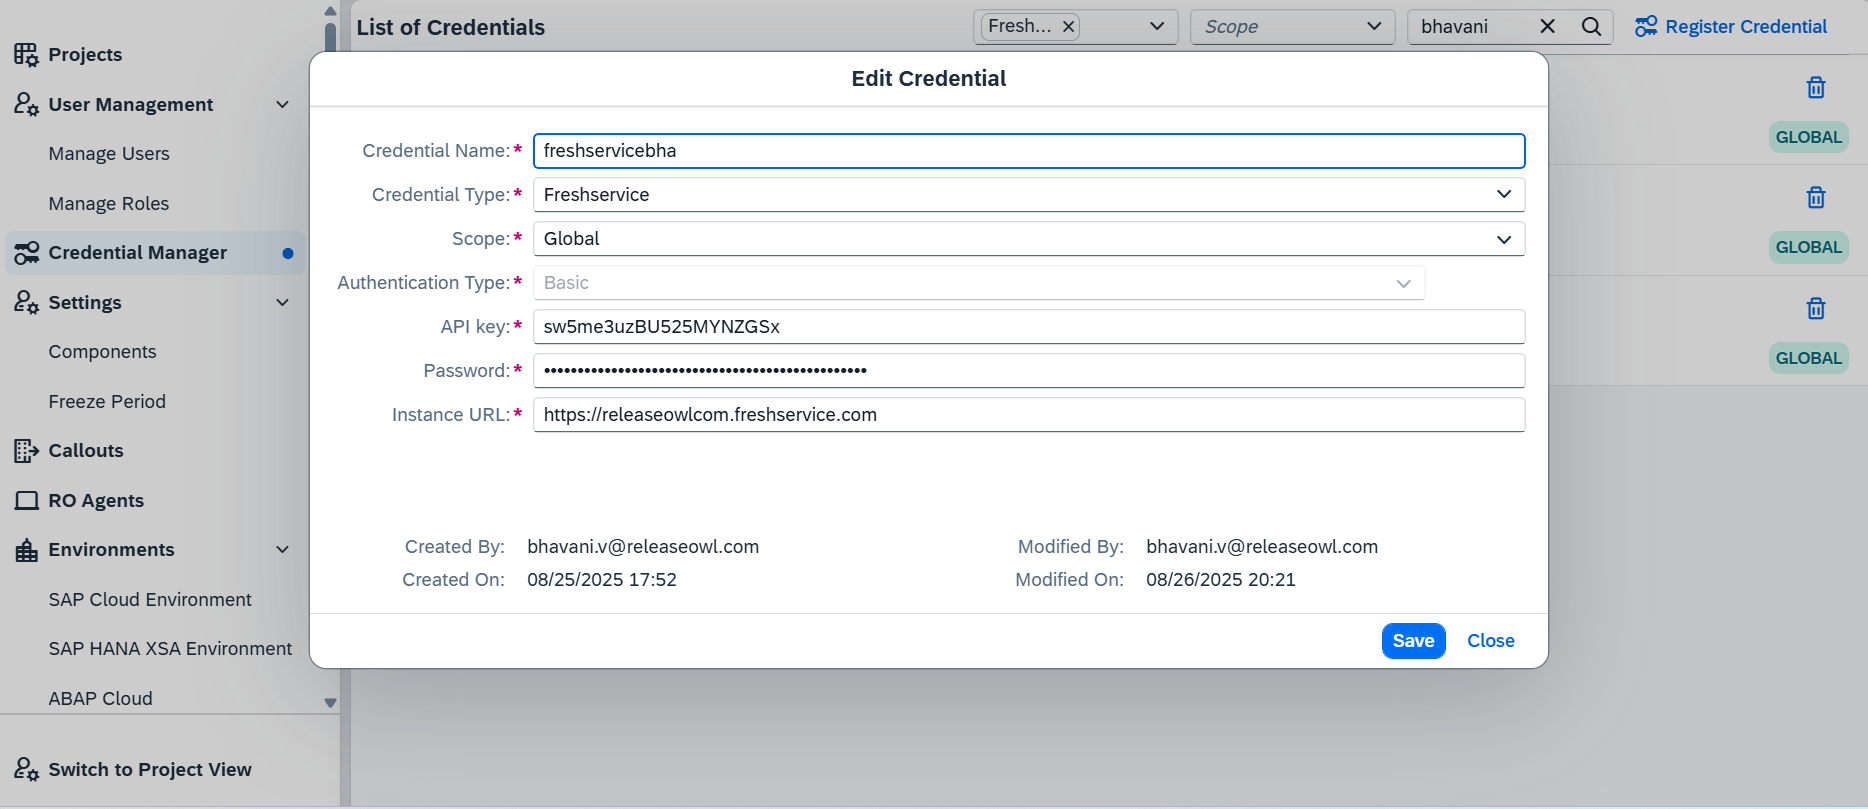 Projects
User Management
Manage Users
Manage Roles
Credential Manager
Settings
Components
Freeze Period
Callouts
RO Agents
Environments
SAP Cloud Environment
SAP HANA XSA Environment
ABAP Cloud
Switch to Project View
List of Credentials
Fresh...
Scope
bhavani
Register Credential
GLOBAL
GLOBAL
GLOBAL
Edit Credential
Credential Name:* freshservicebha
Credential Type:* Freshservice
Scope:* Global
Authentication Type:* Basic
API key:* sw5me3uzBU525MYNZGSx
Password:* ••••••••••••••••••••••••••••••••••••••••••••••••
Instance URL:* https://releaseowlcom.freshservice.com
Created By: bhavani.v@releaseowl.com
Modified By: bhavani.v@releaseowl.com
Created On: 08/25/2025 17:52
Modified On: 08/26/2025 20:21
Save
Close